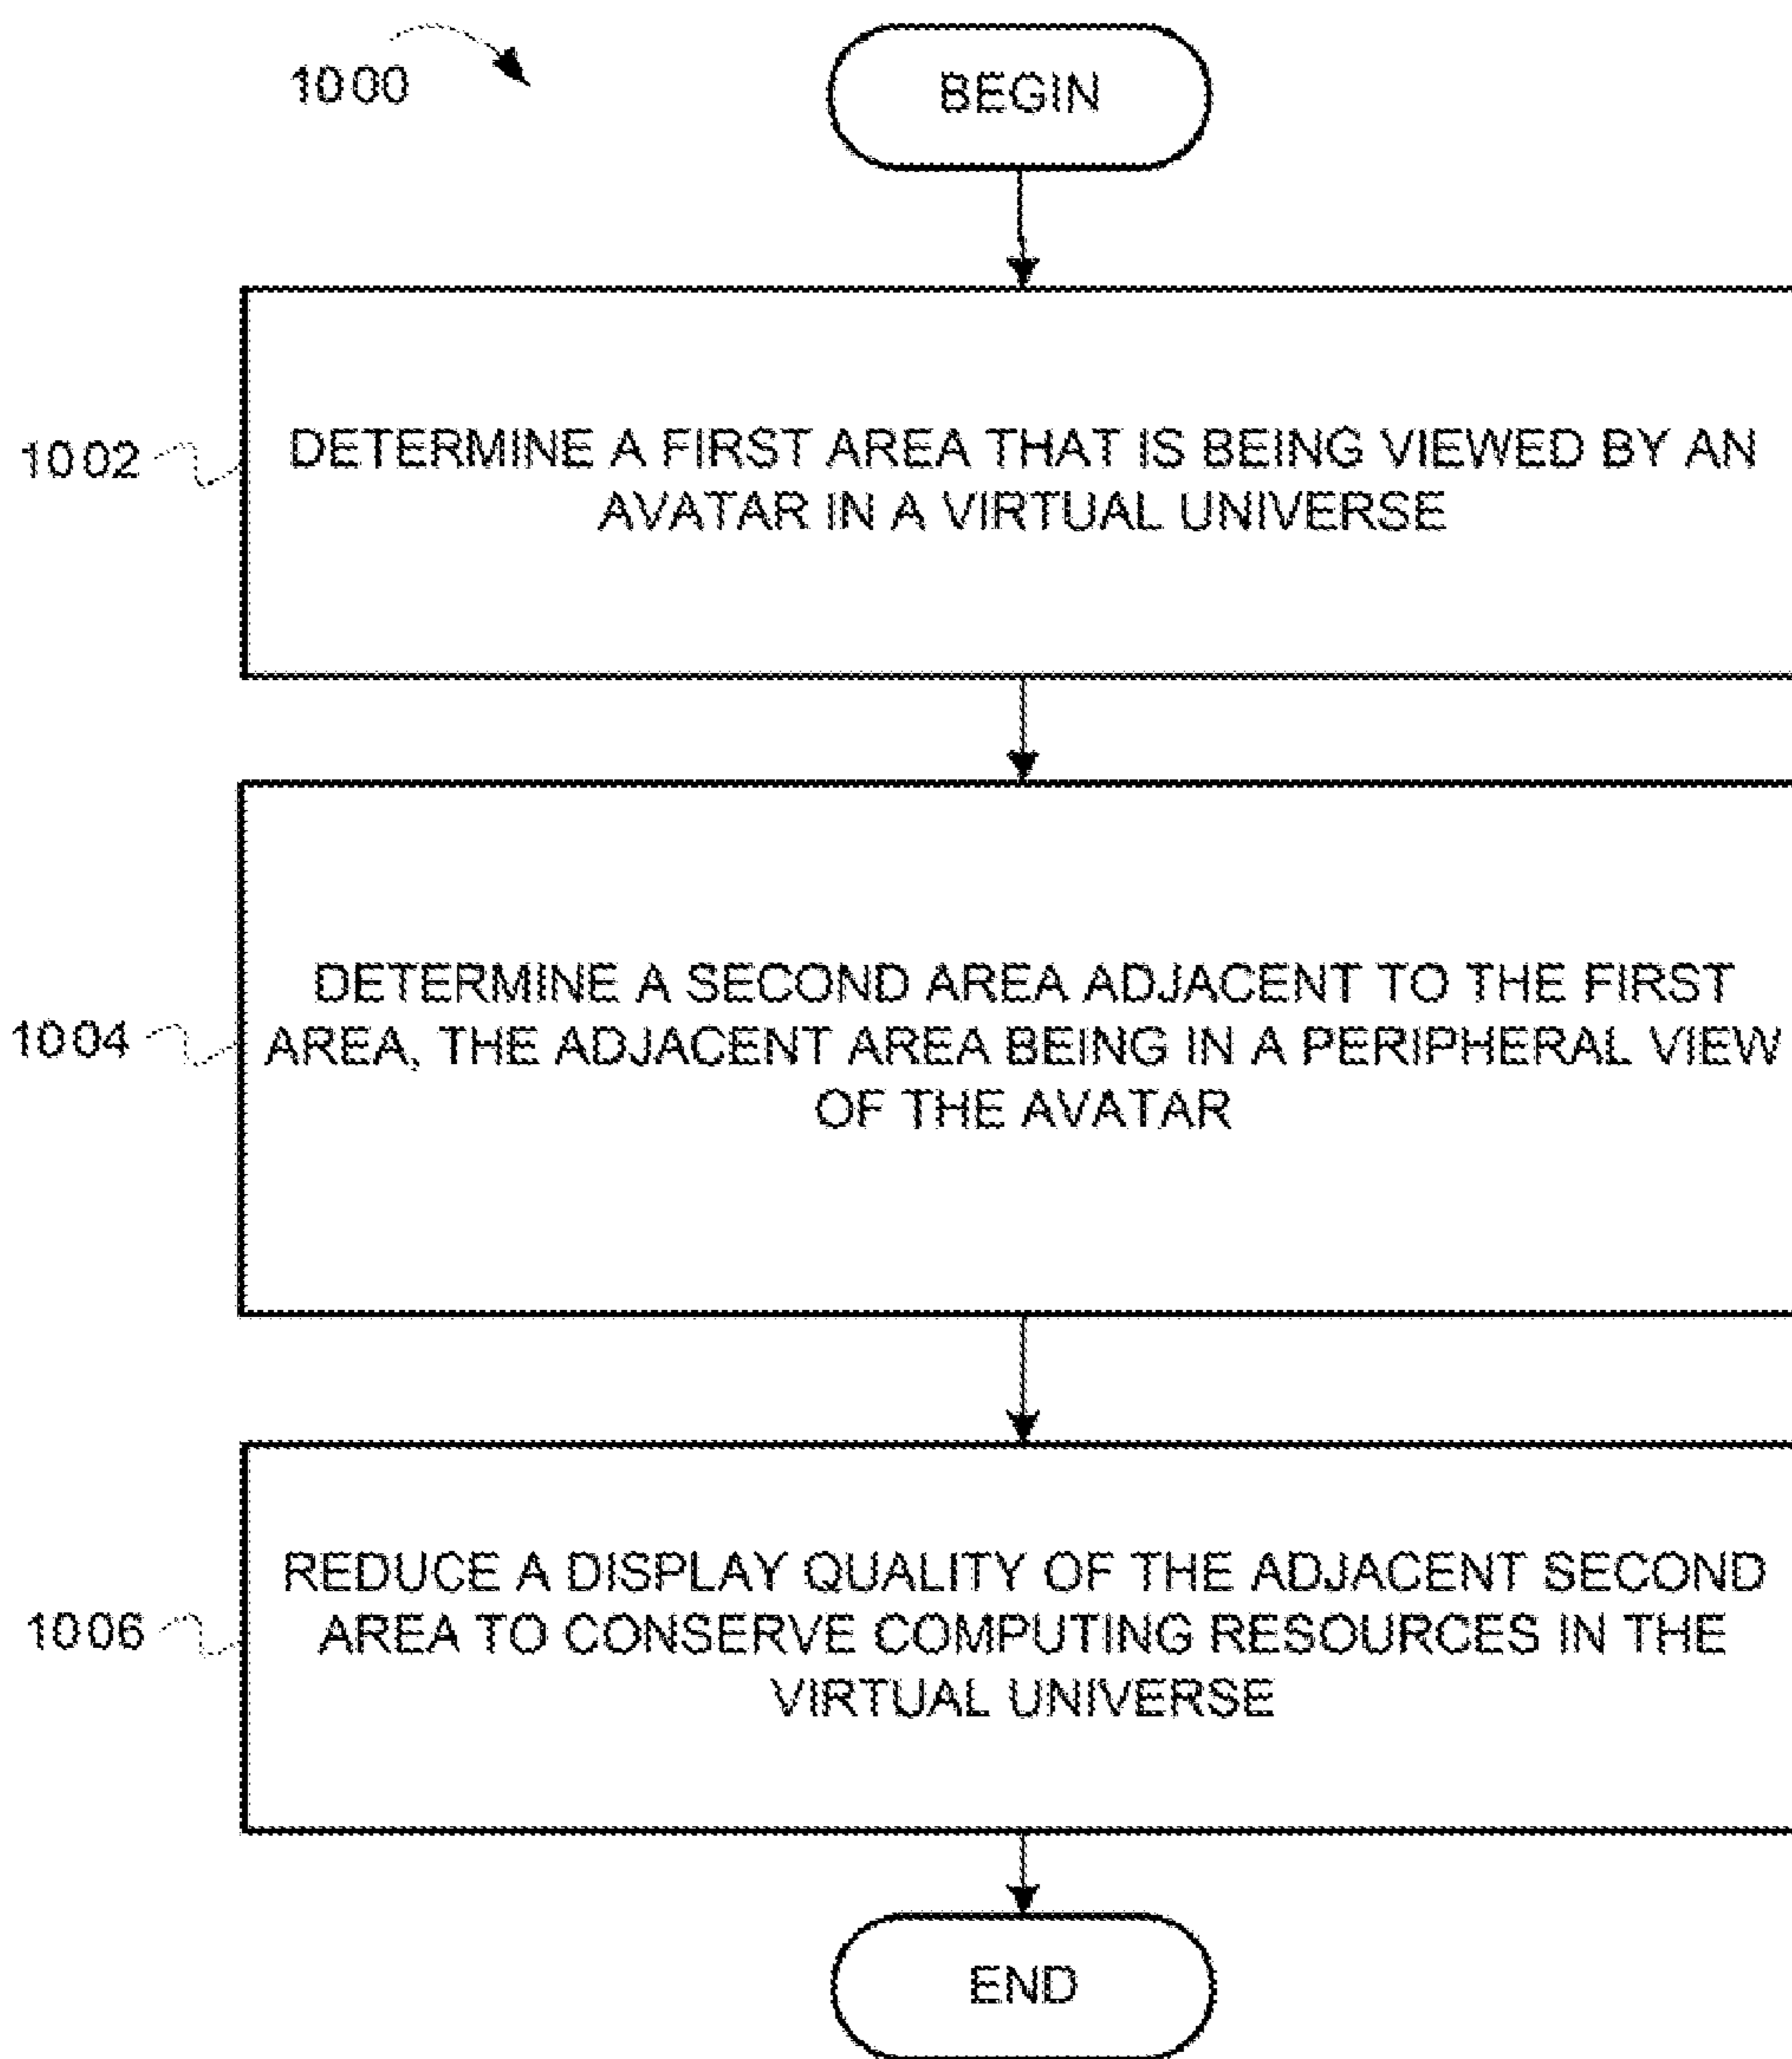 1000
BEGIN
1002
DETERMINE A FIRST AREA THAT IS BEING VIEWED BY AN
AVATAR IN A VIRTUAL UNIVERSE
1004
DETERMINE A SECOND AREA ADJACENT TO THE FIRST
AREA, THE ADJACENT AREA BEING IN A PERIPHERAL VIEW
OF THE AVATAR
1006
REDUCE A DISPLAY QUALITY OF THE ADJACENT SECOND
AREA TO CONSERVE COMPUTING RESOURCES IN THE
VIRTUAL UNIVERSE
END